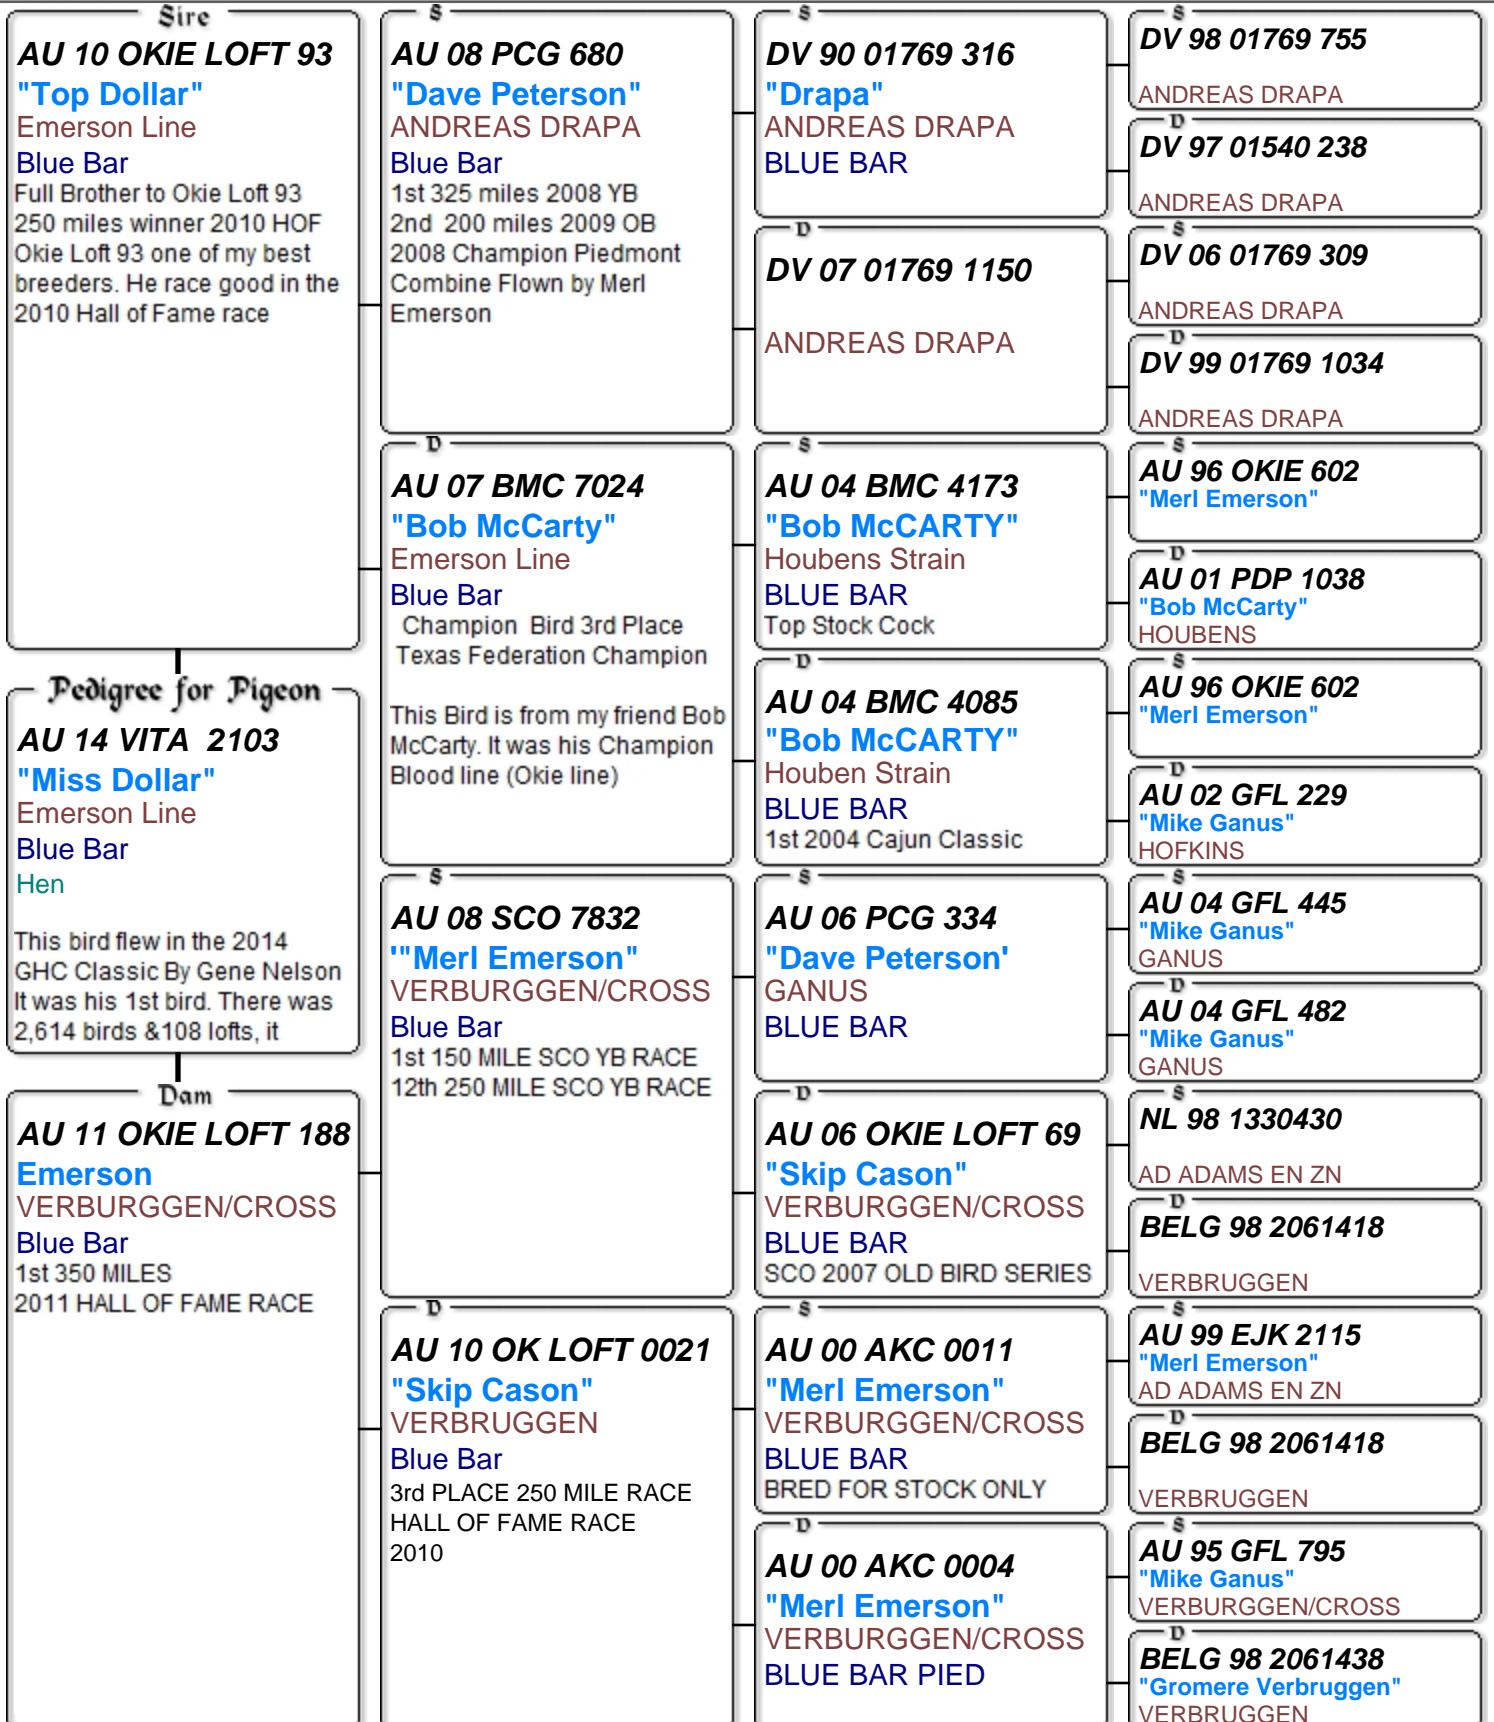 Sire
AU 10 OKIE LOFT 93
"Top Dollar"
Emerson Line
Blue Bar
Full Brother to Okie Loft 93
250 miles winner 2010 HOF
Okie Loft 93 one of my best
breeders. He race good in the
2010 Hall of Fame race
Pedigree for Pigeon
AU 14 VITA  2103
"Miss Dollar"
Emerson Line
Blue Bar
Hen
This bird flew in the 2014
GHC Classic By Gene Nelson
It was his 1st bird. There was
2,614 birds &108 lofts, it
Dam
AU 11 OKIE LOFT 188
Emerson
VERBURGGEN/CROSS
Blue Bar
1st 350 MILES
2011 HALL OF FAME RACE
S
AU 08 PCG 680
"Dave Peterson"
ANDREAS DRAPA
Blue Bar
1st 325 miles 2008 YB
2nd  200 miles 2009 OB
2008 Champion Piedmont
Combine Flown by Merl
Emerson
D
AU 07 BMC 7024
"Bob McCarty"
Emerson Line
Blue Bar
Champion  Bird 3rd Place
Texas Federation Champion
This Bird is from my friend Bob
McCarty. It was his Champion
Blood line (Okie line)
S
AU 08 SCO 7832
'"Merl Emerson"
VERBURGGEN/CROSS
Blue Bar
1st 150 MILE SCO YB RACE
12th 250 MILE SCO YB RACE
D
AU 10 OK LOFT 0021
"Skip Cason"
VERBRUGGEN
Blue Bar
3rd PLACE 250 MILE RACE
HALL OF FAME RACE
2010
S
DV 90 01769 316
"Drapa"
ANDREAS DRAPA
BLUE BAR
D
DV 07 01769 1150
ANDREAS DRAPA
S
AU 04 BMC 4173
"Bob McCARTY"
Houbens Strain
BLUE BAR
Top Stock Cock
D
AU 04 BMC 4085
"Bob McCARTY"
Houben Strain
BLUE BAR
1st 2004 Cajun Classic
S
AU 06 PCG 334
"Dave Peterson'
GANUS
BLUE BAR
D
AU 06 OKIE LOFT 69
"Skip Cason"
VERBURGGEN/CROSS
BLUE BAR
SCO 2007 OLD BIRD SERIES
S
AU 00 AKC 0011
"Merl Emerson"
VERBURGGEN/CROSS
BLUE BAR
BRED FOR STOCK ONLY
D
AU 00 AKC 0004
"Merl Emerson"
VERBURGGEN/CROSS
BLUE BAR PIED
S
DV 98 01769 755
ANDREAS DRAPA
D
DV 97 01540 238
ANDREAS DRAPA
S
DV 06 01769 309
ANDREAS DRAPA
D
DV 99 01769 1034
ANDREAS DRAPA
S
AU 96 OKIE 602
"Merl Emerson"
D
AU 01 PDP 1038
"Bob McCarty"
HOUBENS
S
AU 96 OKIE 602
"Merl Emerson"
D
AU 02 GFL 229
"Mike Ganus"
HOFKINS
S
AU 04 GFL 445
"Mike Ganus"
GANUS
D
AU 04 GFL 482
"Mike Ganus"
GANUS
S
NL 98 1330430
AD ADAMS EN ZN
D
BELG 98 2061418
VERBRUGGEN
S
AU 99 EJK 2115
"Merl Emerson"
AD ADAMS EN ZN
D
BELG 98 2061418
VERBRUGGEN
S
AU 95 GFL 795
"Mike Ganus"
VERBURGGEN/CROSS
D
BELG 98 2061438
"Gromere Verbruggen"
VERBRUGGEN